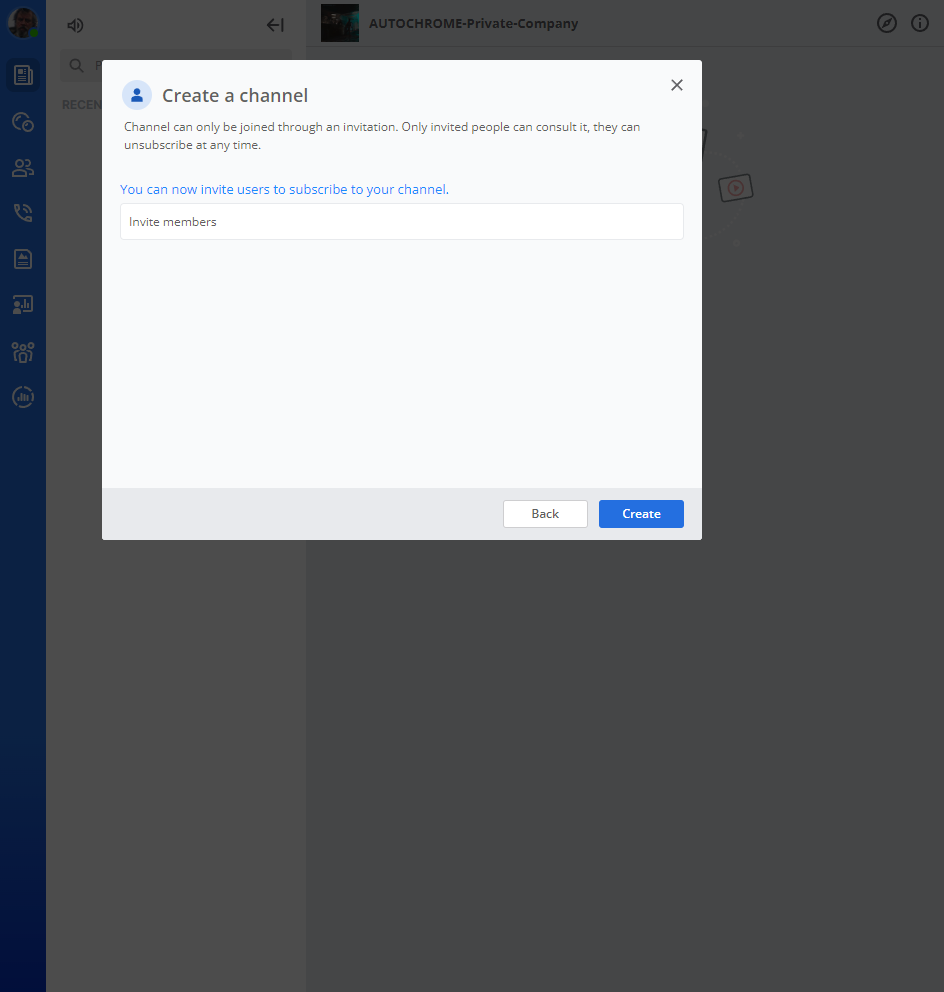 AUTOCHROME-Private-Company
F
RECEN
Create a channel
Channel can only be joined through an invitation. Only invited people can consult it, they can
unsubscribe at any time.
You can now invite users to subscribe to your channel.
Invite members
Back
Create